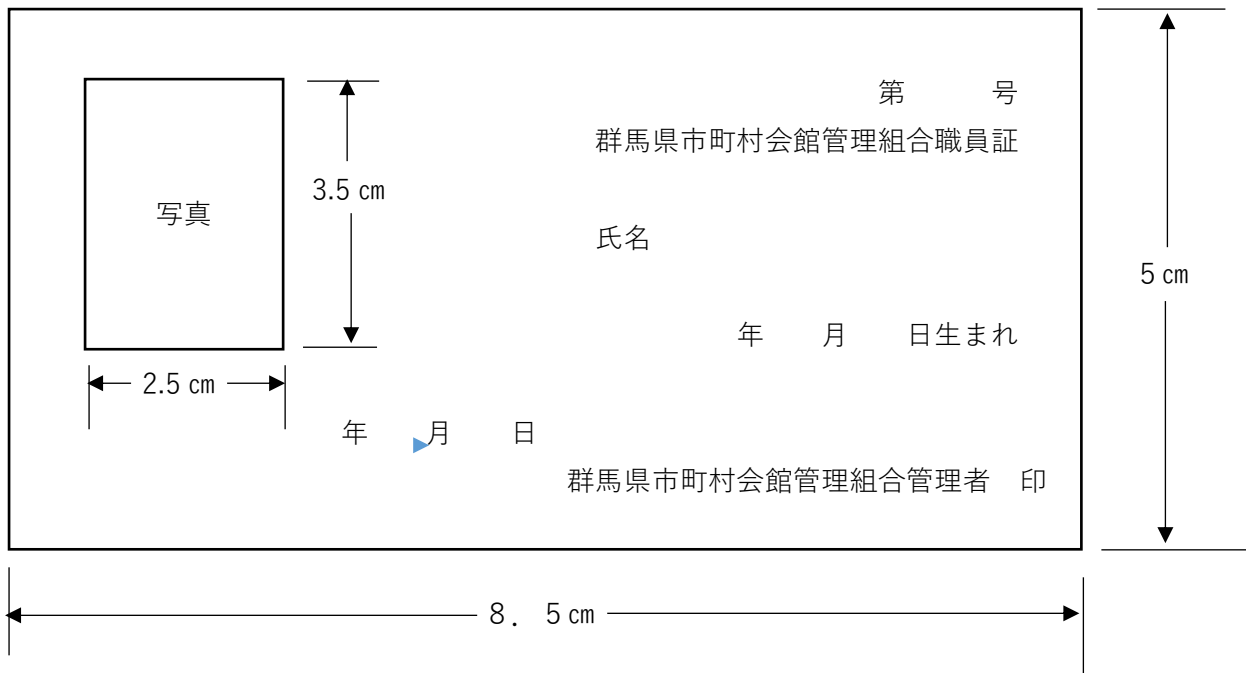 第　　　号
群馬県市町村会館管理組合職員証
3.5 ㎝
写真
氏名
5 ㎝
年　　月　　日生まれ
2.5 ㎝
年　　月　　日
群馬県市町村会館管理組合管理者　印
８．５㎝